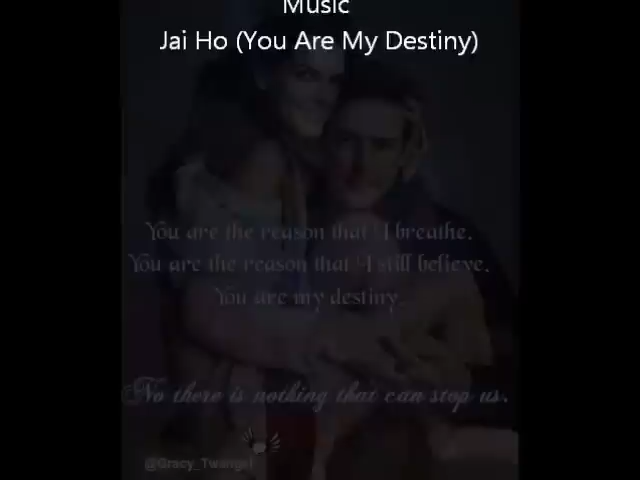 Music
Jai Ho (You Are My Destiny)
You are the reason that I breathe.
You are the reason that I still believe.
You are my destiny.
No there is nothing that can stop us.